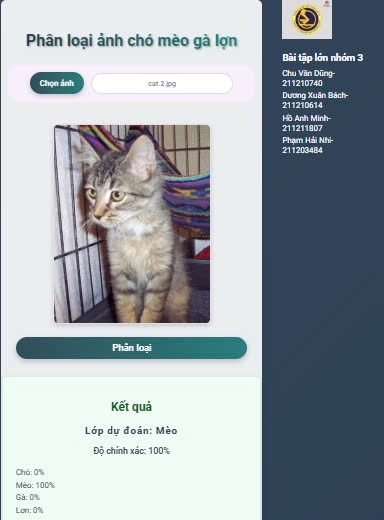 Phân loại ảnh chó mèo gà lợn
Chọn ảnh
cat.2.jpg
Phân loại
Kết quả
Lớp dự đoán: Mèo
Độ chính xác: 100%
Chó: 0%
Mèo: 100%
Gà: 0%
Lơn: 0%
Bài tập lớn nhóm 3
Chu Văn Dũng-
211210740
Dương Xuân Bách-
211210614
Hồ Anh Minh-
211211807
Phạm Hải Nhi-
211203484